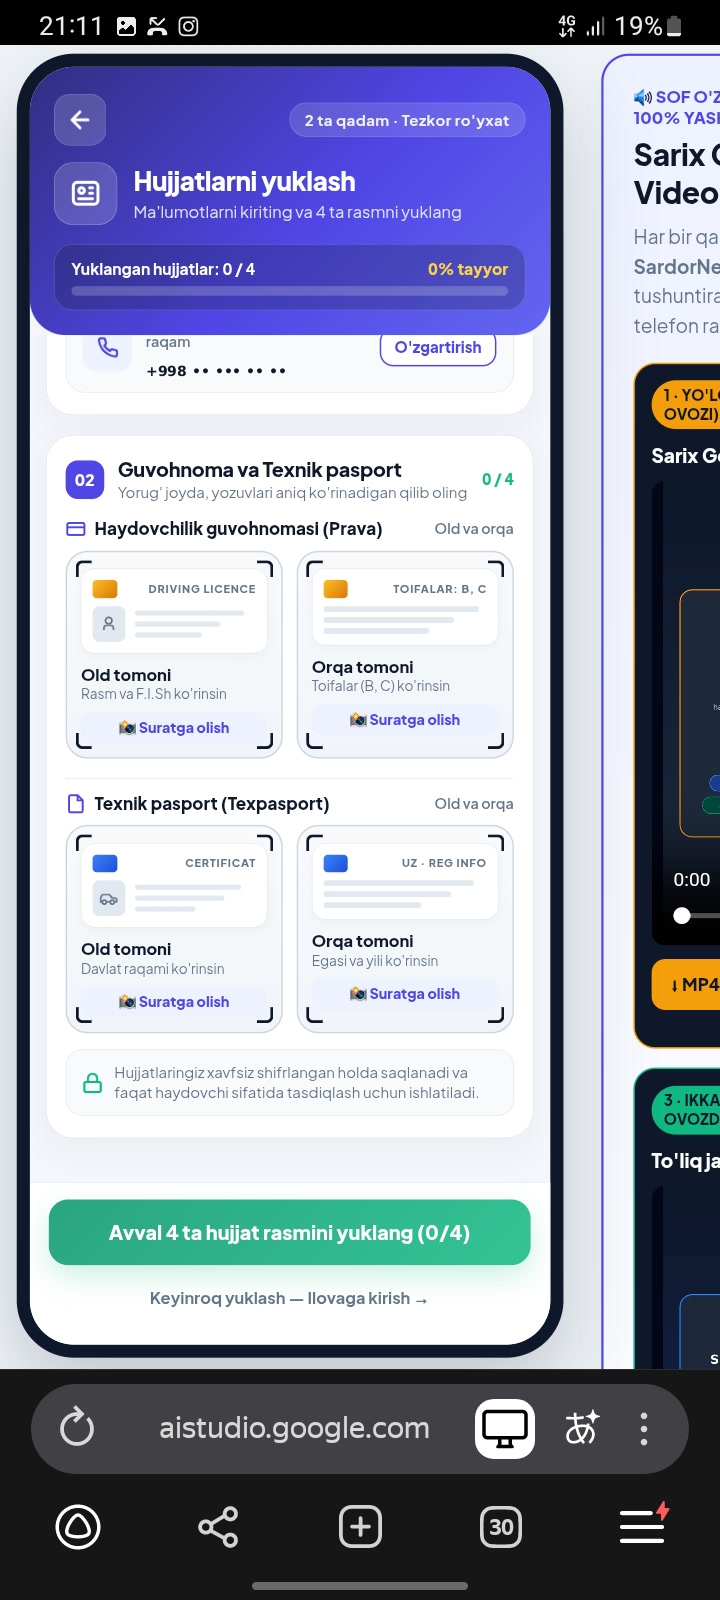 21:11
4G
19%
←
2 ta qadam · Tezkor ro'yxat
Hujjatlarni yuklash
Ma'lumotlarni kiriting va 4 ta rasmni yuklang
Yuklangan hujjatlar: 0 / 4
0% tayyor
raqam
+998 •• ••• •• ••
O'zgartirish
02
Guvohnoma va Texnik pasport
Yorug' joyda, yozuvlari aniq ko'rinadigan qilib oling
0 / 4
Haydovchilik guvohnomasi (Prava)
Old va orqa
DRIVING LICENCE
Old tomoni
Rasm va F.I.Sh ko'rinsin
📸 Suratga olish
TOIFALAR: B, C
Orqa tomoni
Toifalar (B, C) ko'rinsin
📸 Suratga olish
Texnik pasport (Texpasport)
Old va orqa
CERTIFICAT
Old tomoni
Davlat raqami ko'rinsin
📸 Suratga olish
UZ · REG INFO
Orqa tomoni
Egasi va yili ko'rinsin
📸 Suratga olish
Hujjatlaringiz xavfsiz shifrlangan holda saqlanadi va
faqat haydovchi sifatida tasdiqlash uchun ishlatiladi.
Avval 4 ta hujjat rasmini yuklang (0/4)
Keyinroq yuklash — Ilovaga kirish →
🔊 SOF O'Z
100%
Sarix
Video
Har bir
tushuntira
telefon ra
1 · YO'L
OVOZI)
Sarix
0:00
⬇ MP4
3 · IKKA
OVOZD
To'liq ja
aistudio.google.com
あ
30